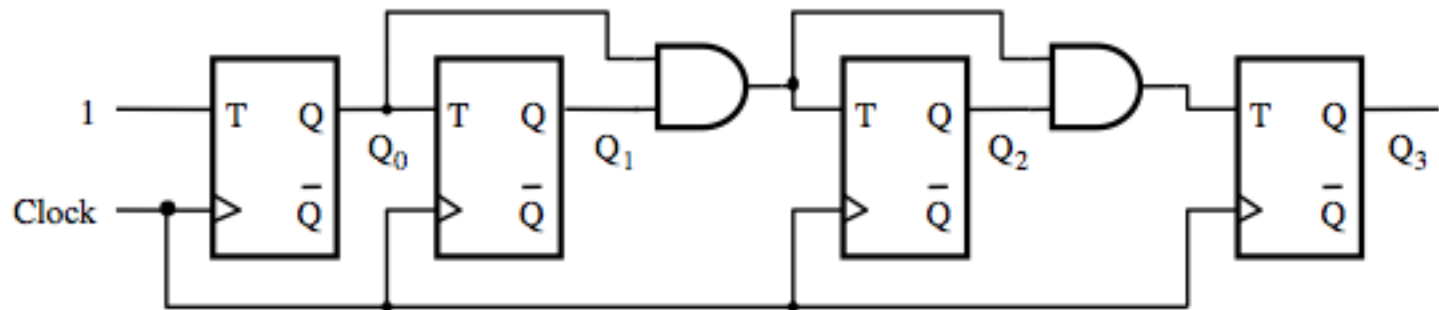 1 T Q T Q T Q T Q
Q₀ Q₁ Q₂ Q₃
Clock Q̅ Q̅ Q̅ Q̅